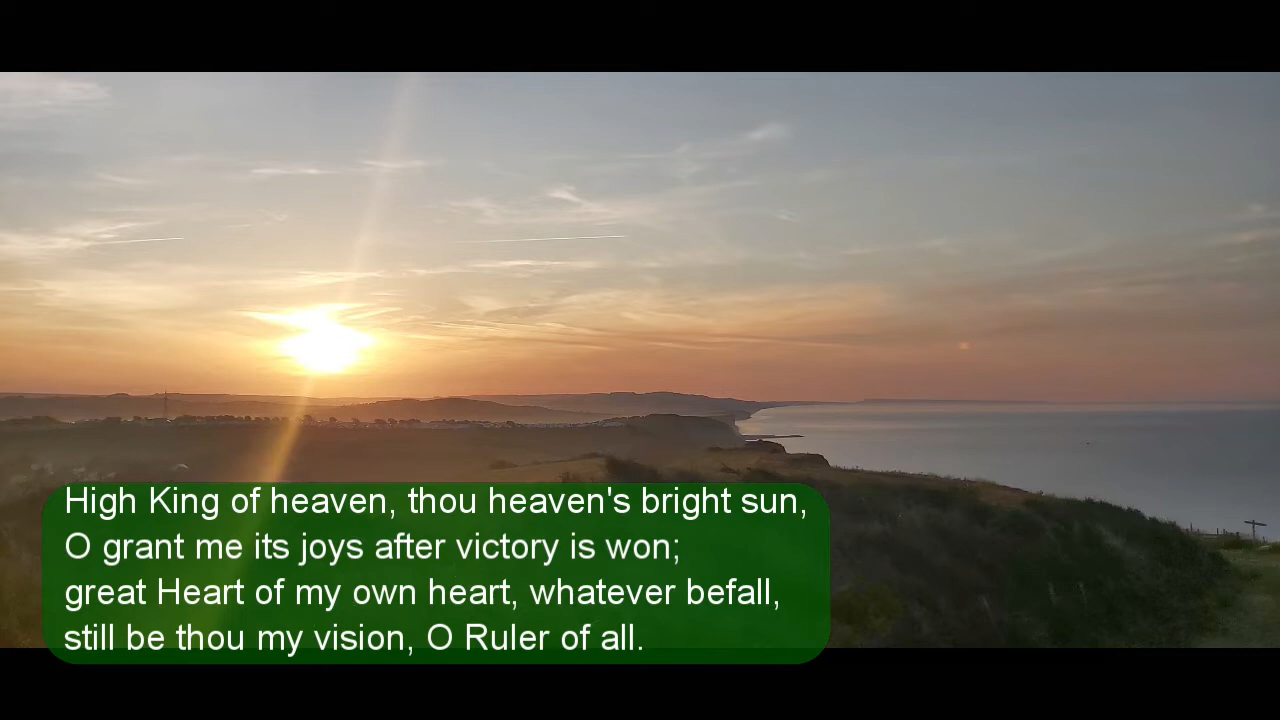 High King of heaven, thou heaven's bright sun,
O grant me its joys after victory is won;
great Heart of my own heart, whatever befall,
still be thou my vision, O Ruler of all.